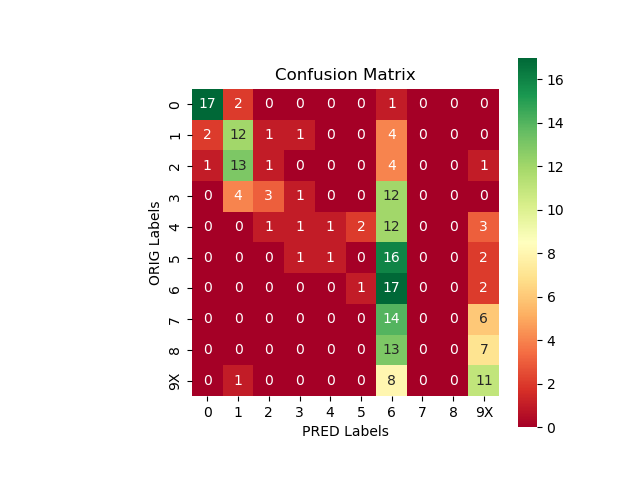 Confusion Matrix
ORIG Labels
0 17 2 0 0 0 0 1 0 0 0
1 2 12 1 1 0 0 4 0 0 0
2 1 13 1 0 0 0 4 0 0 1
3 0 4 3 1 0 0 12 0 0 0
4 0 0 1 1 1 2 12 0 0 3
5 0 0 0 1 1 0 16 0 0 2
6 0 0 0 0 0 1 17 0 0 2
7 0 0 0 0 0 0 14 0 0 6
8 0 0 0 0 0 0 13 0 0 7
9X 0 1 0 0 0 0 8 0 0 11
0 1 2 3 4 5 6 7 8 9X
PRED Labels
16
14
12
10
8
6
4
2
0